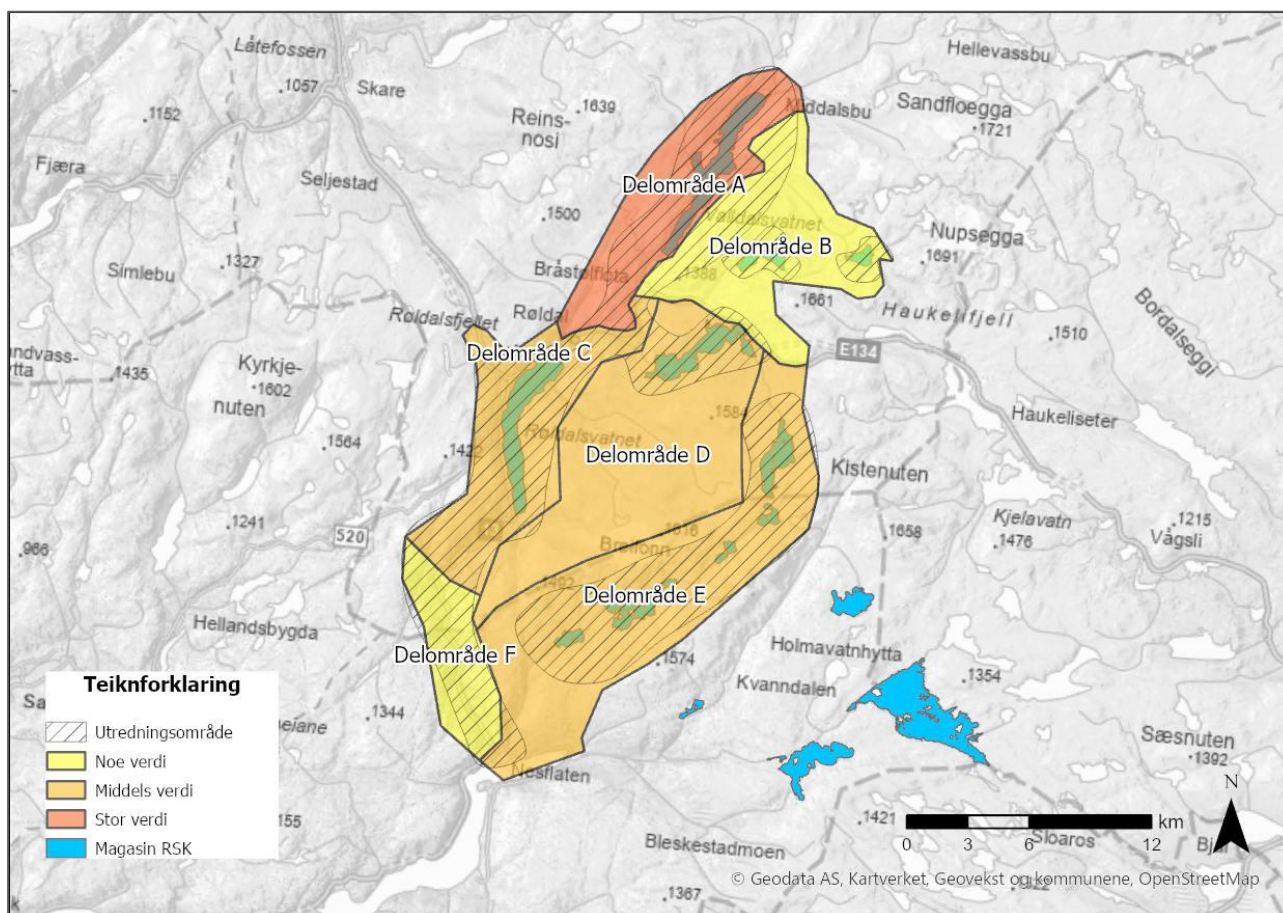 Låtefossen
Hellevassbu
1057
Skare
1639
Middalsbu
Sandfloegga
1152
Reins-
nosi
1721
Fjæra
Seljestad
Delområde A
1500
Valldalsvatnet
Nupsegga
Delområde B
1691
Simlebu
1327
Bråstølflota
1388
1661
Haukelifjell
Røldal
Røldalsfjellet
1510
Bordalseggi
E134
Delområde C
1435
Kyrkje-
nuten
1602
1584
Haukeliseter
1564
1422
Røldalsvatnet
Delområde D
Kistenuten
1241
520
1616
1658
Kjelavatn
1476
1215
Vågsli
966
Breifonn
1492
Delområde E
Hellandsbygda
Delområde F
1574
Holmavatnhytta
1354
Kvanndalen
Teiknforklaring
1344
Utredningsområde
Noe verdi
Middels verdi
Stor verdi
Magasin RSK
Nesflaten
Sæsnuten
1392
155
1421
Sloaros
N
km
0 3 6 12
Bleskestadmoen
1367
© Geodata AS, Kartverket, Geovekst og kommunene, OpenStreetMap